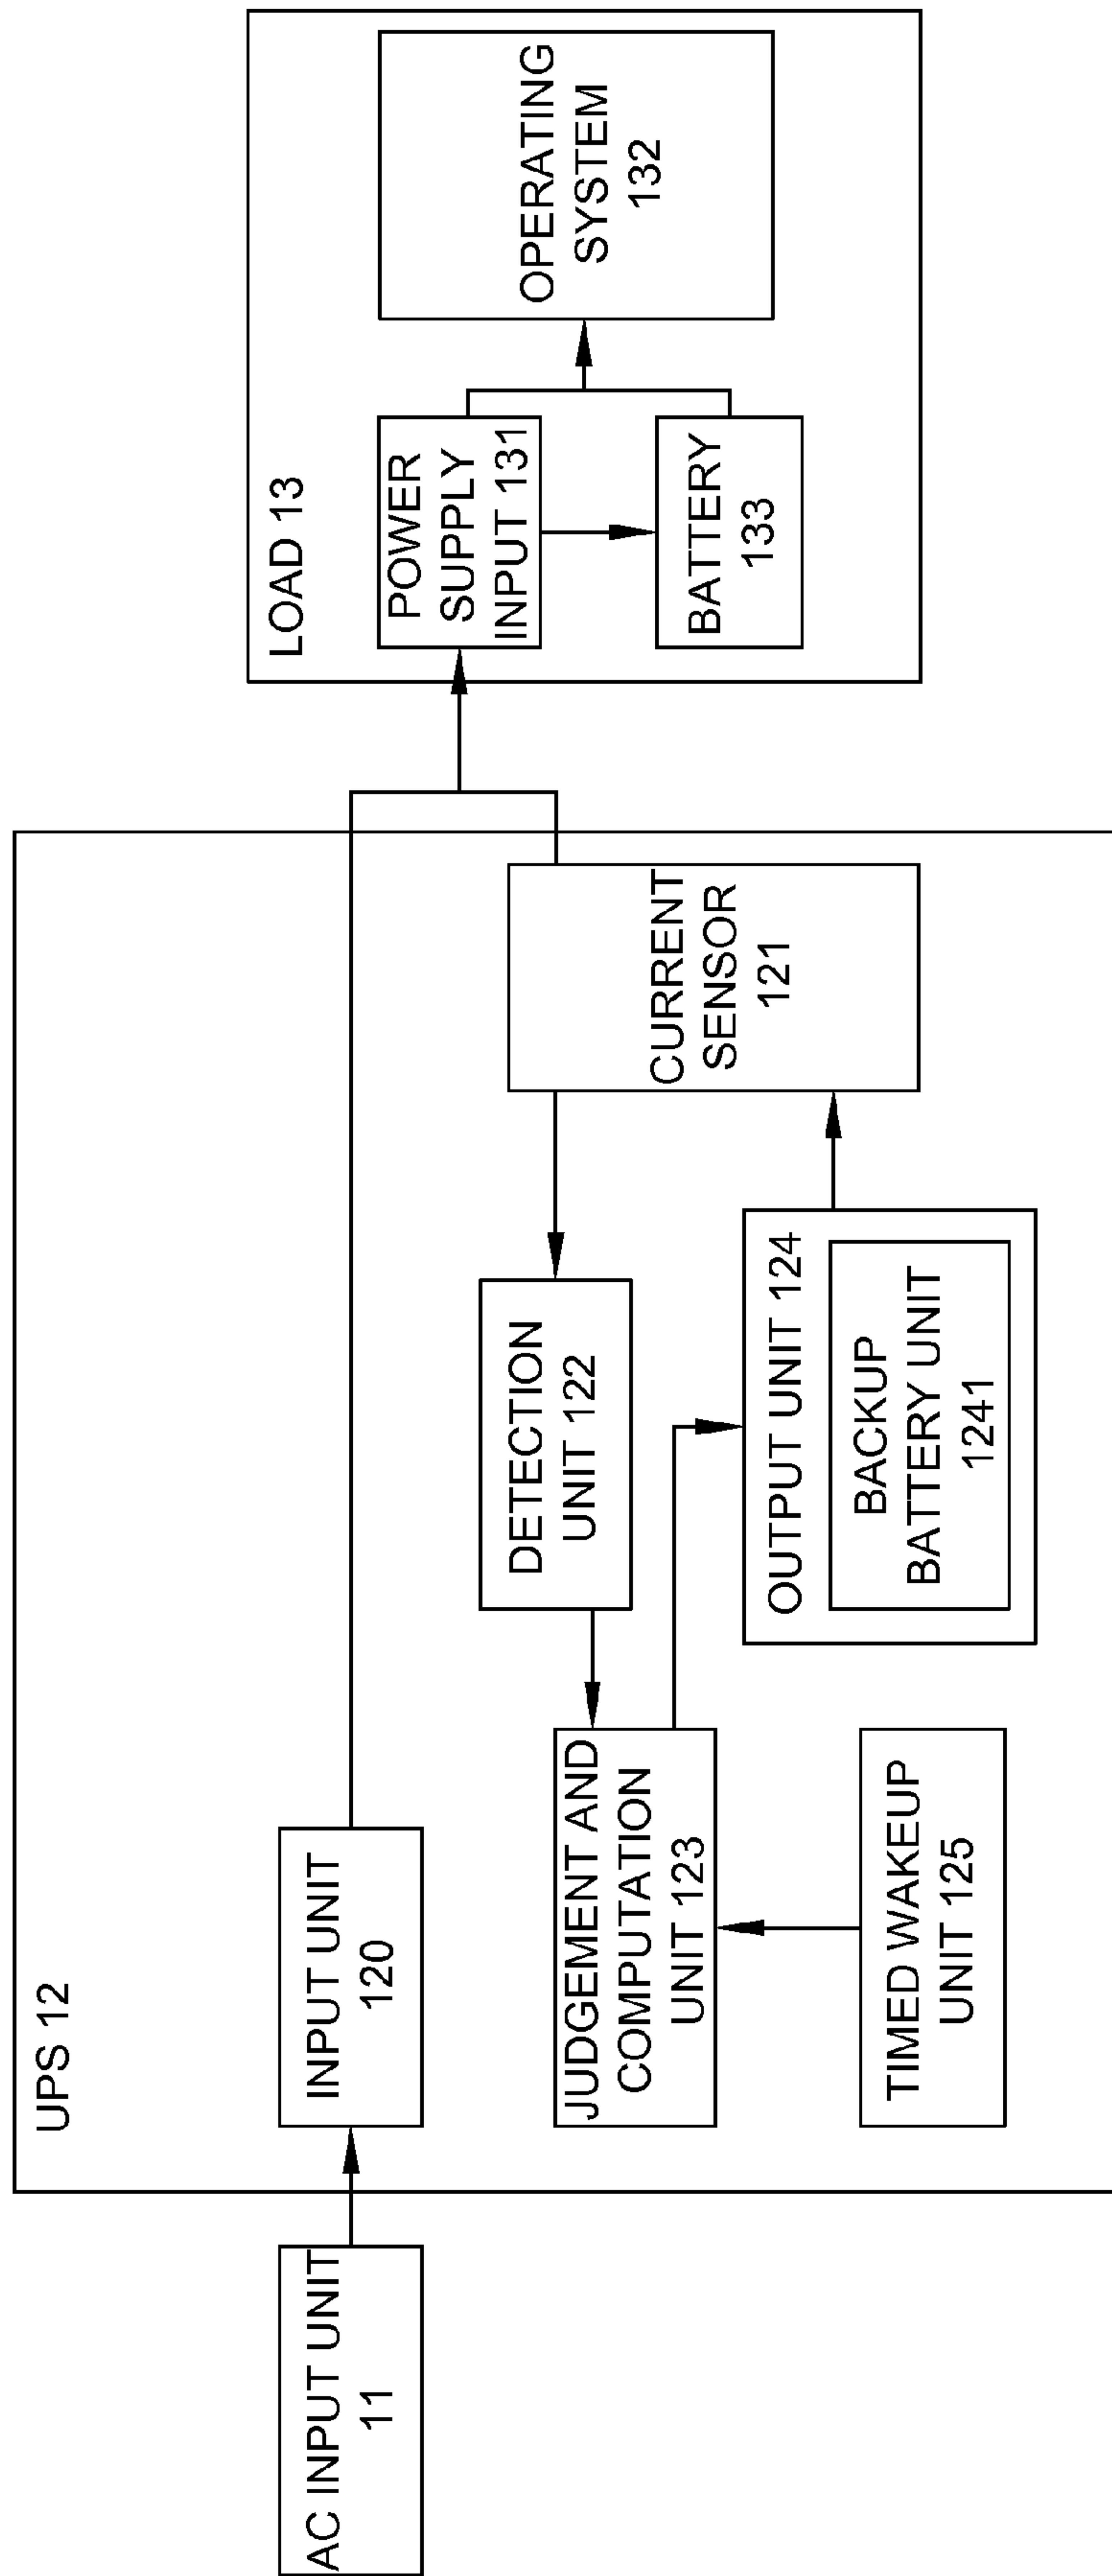 AC INPUT UNIT
11
UPS 12
INPUT UNIT
120
JUDGEMENT AND
COMPUTATION
UNIT 123
TIMED WAKEUP
UNIT 125
DETECTION
UNIT 122
OUTPUT UNIT 124
BACKUP
BATTERY UNIT
1241
CURRENT
SENSOR
121
LOAD 13
POWER
SUPPLY
INPUT 131
BATTERY
133
OPERATING
SYSTEM
132